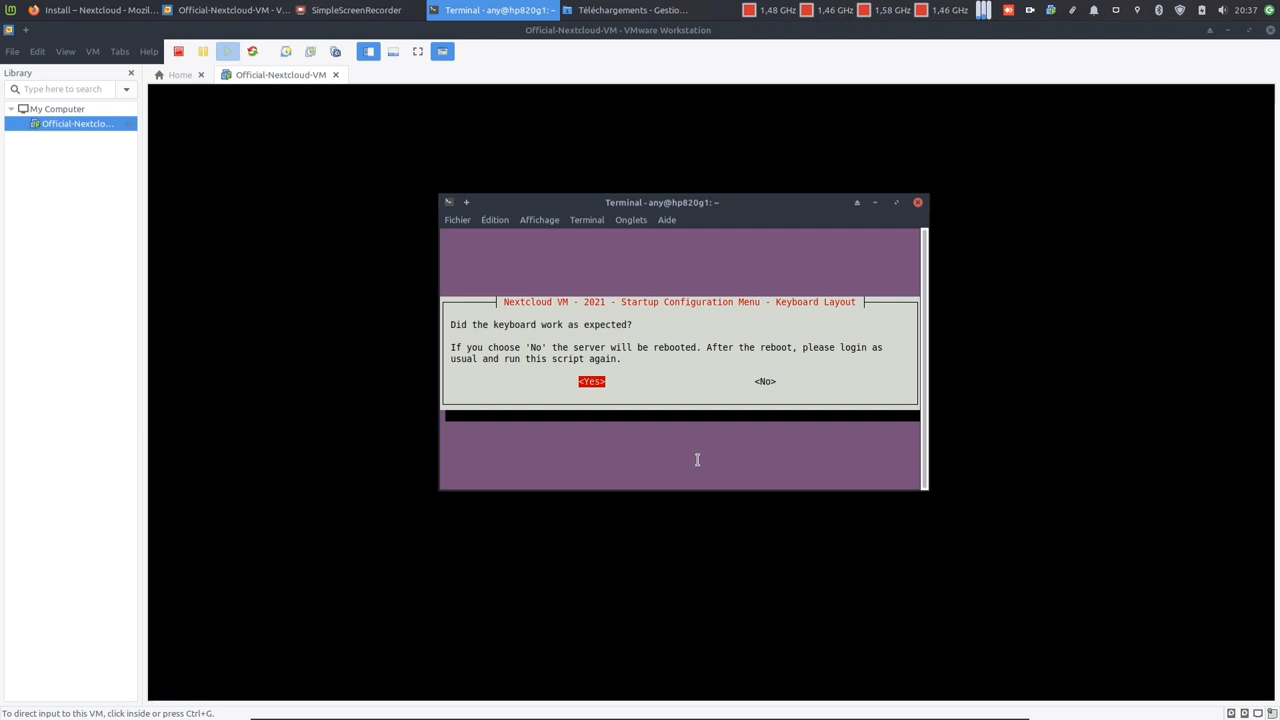 Install – Nextcloud - Mozil...
Official-Nextcloud-VM - V...
SimpleScreenRecorder
Terminal - any@hp820g1: ~
Téléchargements - Gestio...
1,48 GHz
1,46 GHz
1,58 GHz
1,46 GHz
20:37
Official-Nextcloud-VM - VMware Workstation
File Edit View VM Tabs Help
Library
Home
Official-Nextcloud-VM
Type here to search
My Computer
Official-Nextclo...
Terminal - any@hp820g1: ~
Fichier Édition Affichage Terminal Onglets Aide
Nextcloud VM - 2021 - Startup Configuration Menu - Keyboard Layout
Did the keyboard work as expected?
If you choose 'No' the server will be rebooted. After the reboot, please login as
usual and run this script again.
<Yes> <No>
To direct input to this VM, click inside or press Ctrl+G.